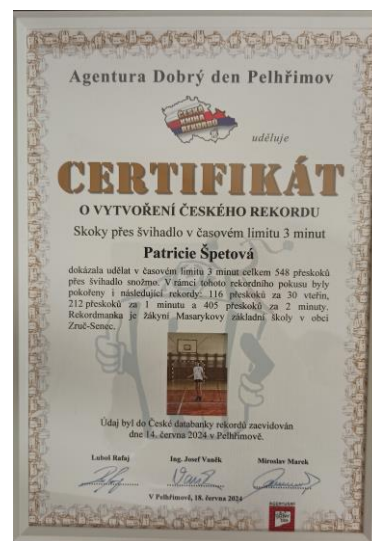 Agentura Dobrý den Pelhřimov
ČESKÁ
KNIHA
REKORDŮ
uděluje
CERTIFIKÁT
O VYTVOŘENÍ ČESKÉHO REKORDU
Skoky přes švihadlo v časovém limitu 3 minut
Patricie Špetová
dokázala udělat v časovém limitu 3 minut celkem 548 přeskoků
přes švihadlo snožmo. V rámci tohoto rekordního pokusu byly
pokořeny i následující rekordy: 116 přeskoků za 30 vteřin,
212 přeskoků za 1 minutu a 405 přeskoků za 2 minuty.
Rekordmanka je žákyní Masarykovy základní školy v obci
Zruč-Senec.
Údaj byl do České databanky rekordů zaevidován
dne 14. června 2024 v Pelhřimově.
Luboš Rafaj
Ing. Josef Vaněk
Miroslav Marek
V Pelhřimově, 18. června 2024